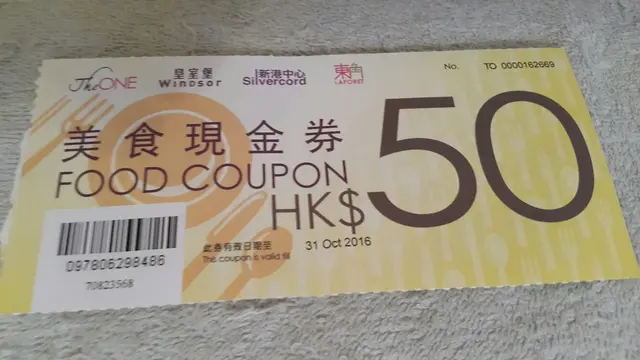 The ONE
皇室堡
WINDSOR
新港中心
Silvercord
東角
LAFORET
No. TO 0000162669
美食現金券
FOOD COUPON
HK$50
此券有效日期至
This coupon is valid till
31 Oct 2016
097806298486
70823568